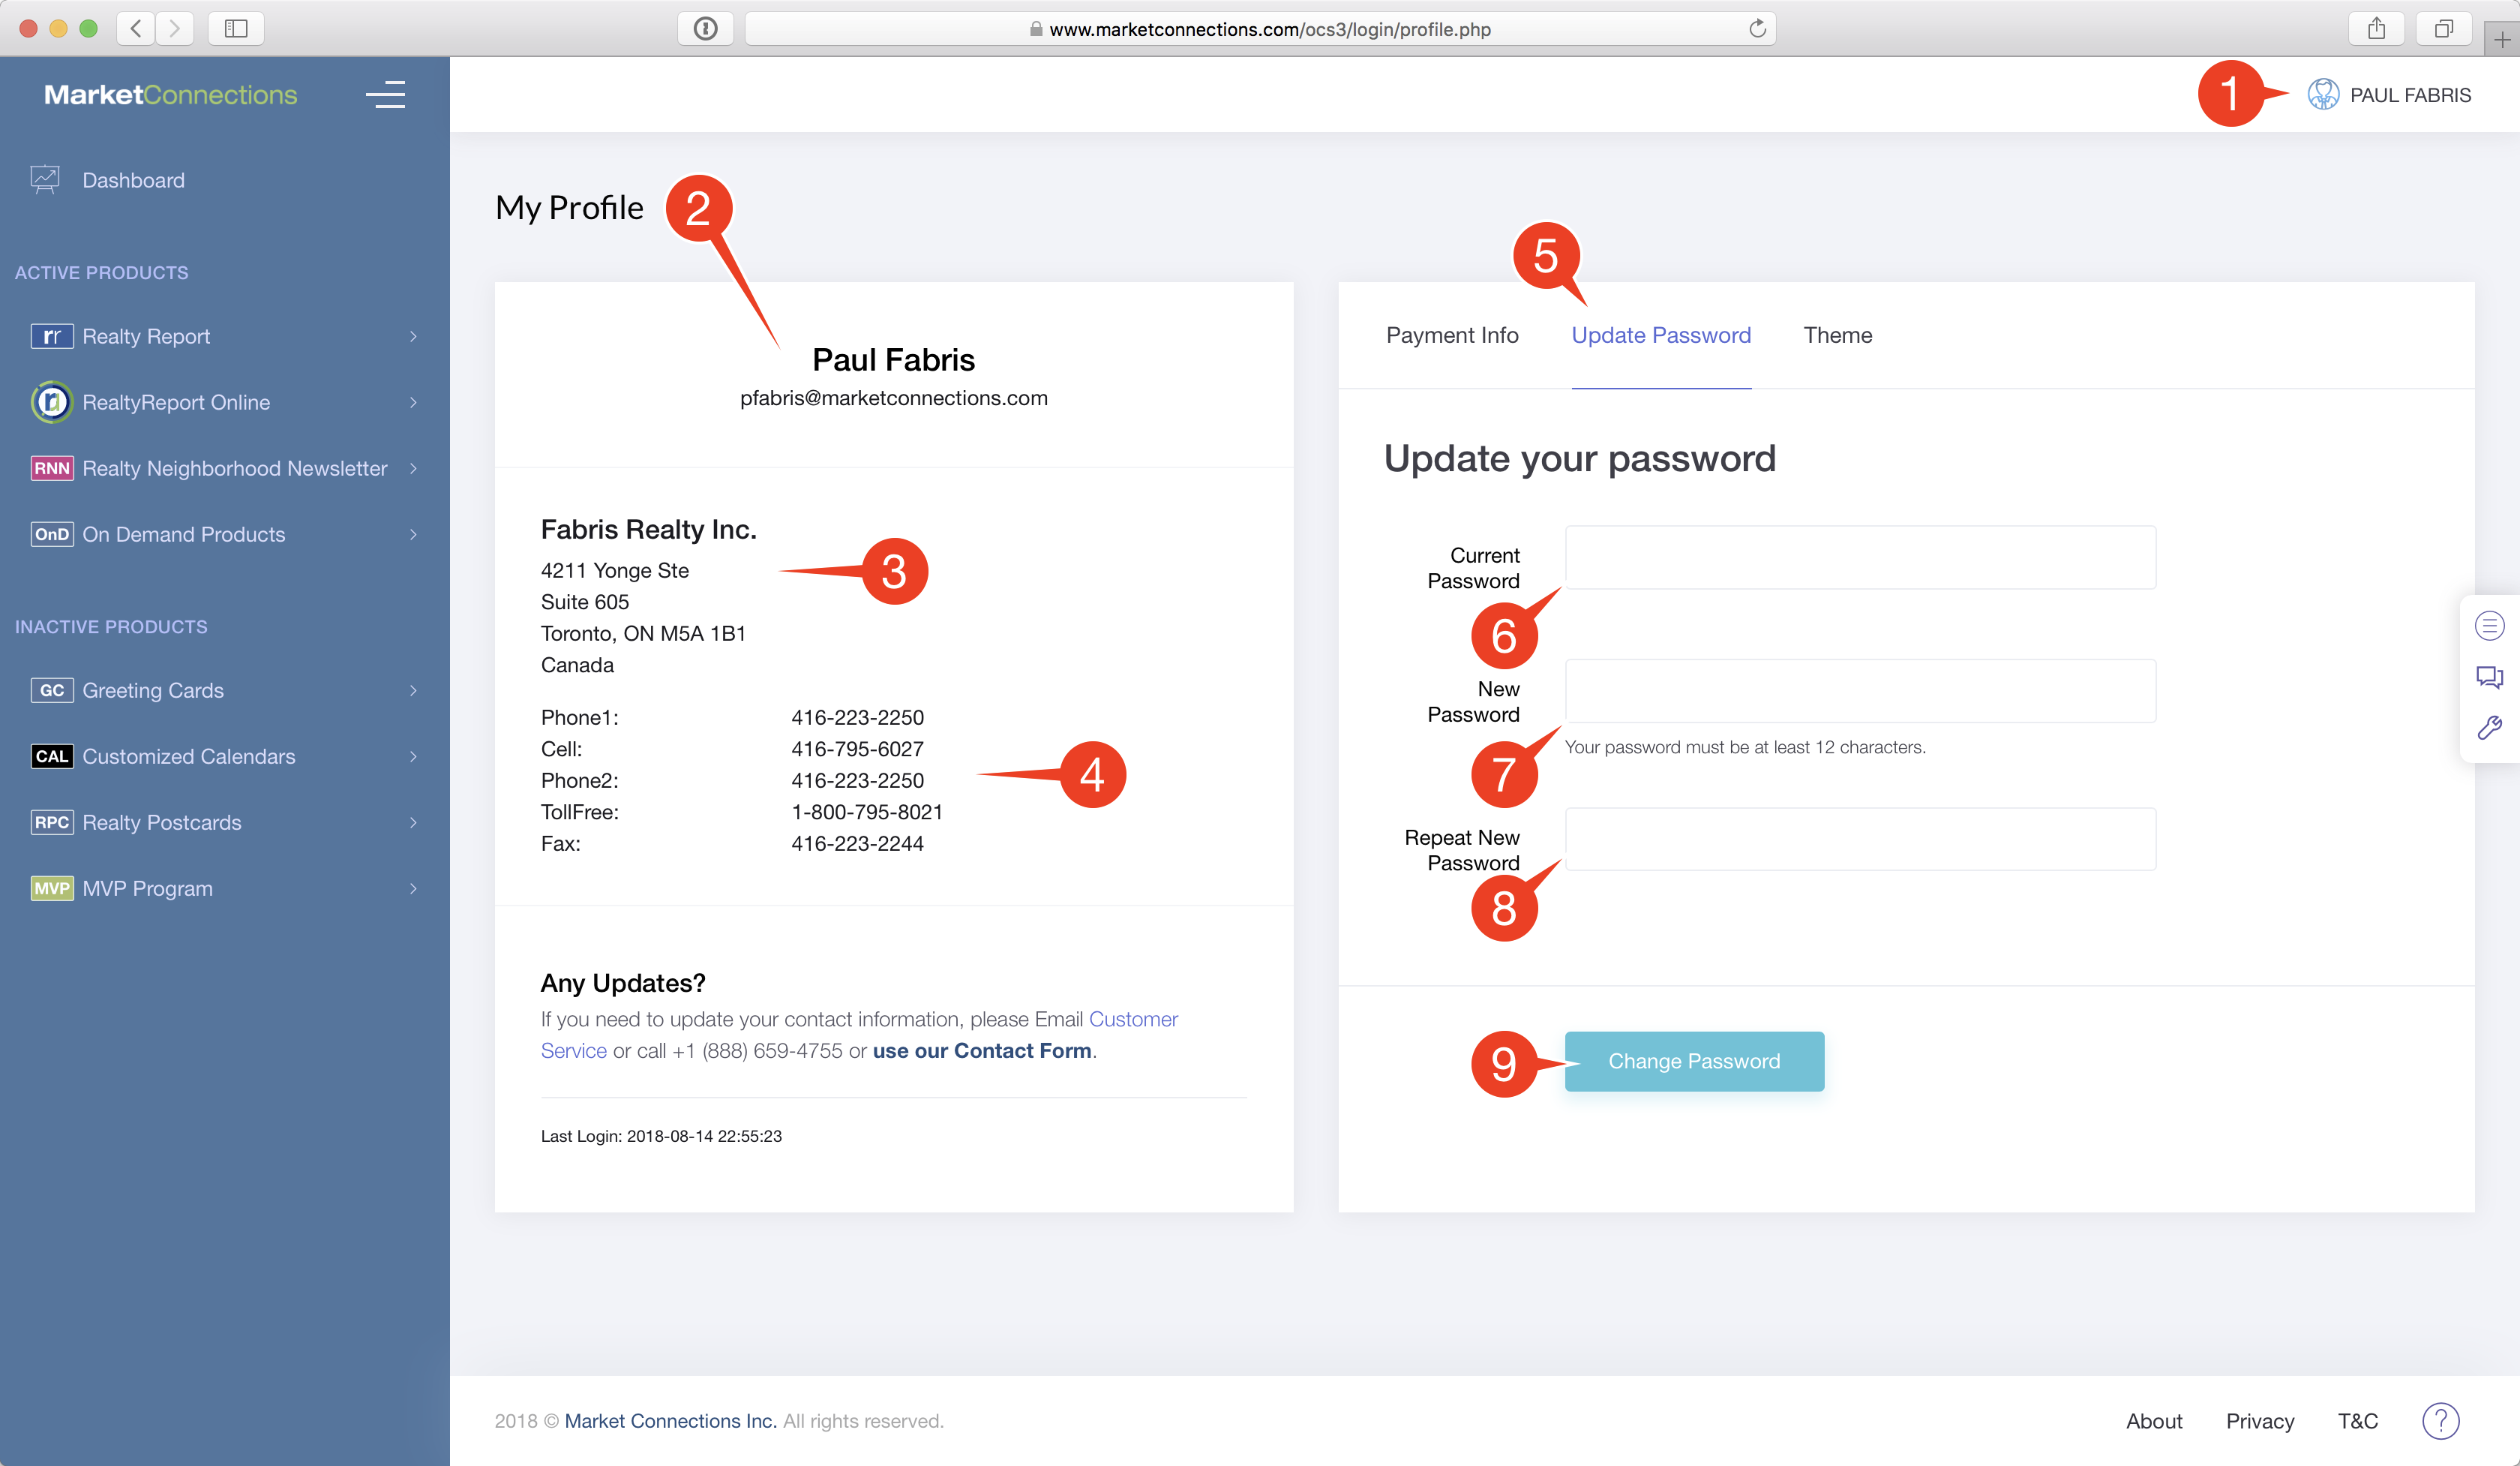 www.marketconnections.com/ocs3/login/profile.php
MarketConnections
1
PAUL FABRIS
Dashboard
ACTIVE PRODUCTS
rr Realty Report
RealtyReport Online
RNN Realty Neighborhood Newsletter
OnD On Demand Products
INACTIVE PRODUCTS
GC Greeting Cards
CAL Customized Calendars
RPC Realty Postcards
MVP MVP Program
My Profile
2
Paul Fabris
pfabris@marketconnections.com
Fabris Realty Inc.
4211 Yonge Ste
3
Suite 605
Toronto, ON M5A 1B1
Canada
Phone1: 416-223-2250
Cell: 416-795-6027
Phone2: 416-223-2250
4
TollFree: 1-800-795-8021
Fax: 416-223-2244
Any Updates?
If you need to update your contact information, please Email Customer
Service or call +1 (888) 659-4755 or use our Contact Form.
Last Login: 2018-08-14 22:55:23
5
Payment Info Update Password Theme
Update your password
Current
Password
6
New
Password
Your password must be at least 12 characters.
7
Repeat New
Password
8
9
Change Password
2018 © Market Connections Inc. All rights reserved.
About Privacy T&C ?